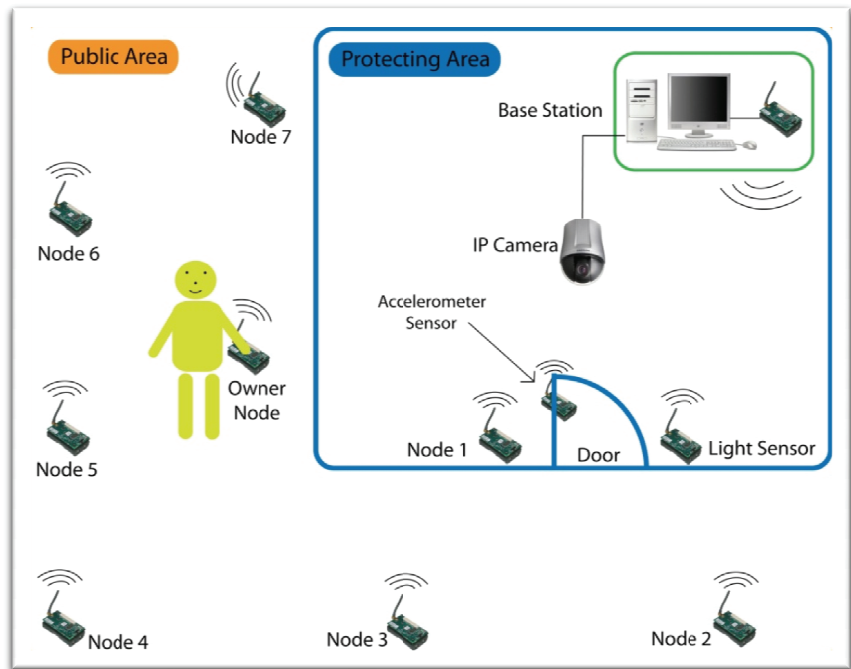 Public Area
Protecting Area
Base Station
Node 7
Node 6
IP Camera
Accelerometer
Sensor
Owner
Node
Node 1
Door
Light Sensor
Node 5
Node 4
Node 3
Node 2